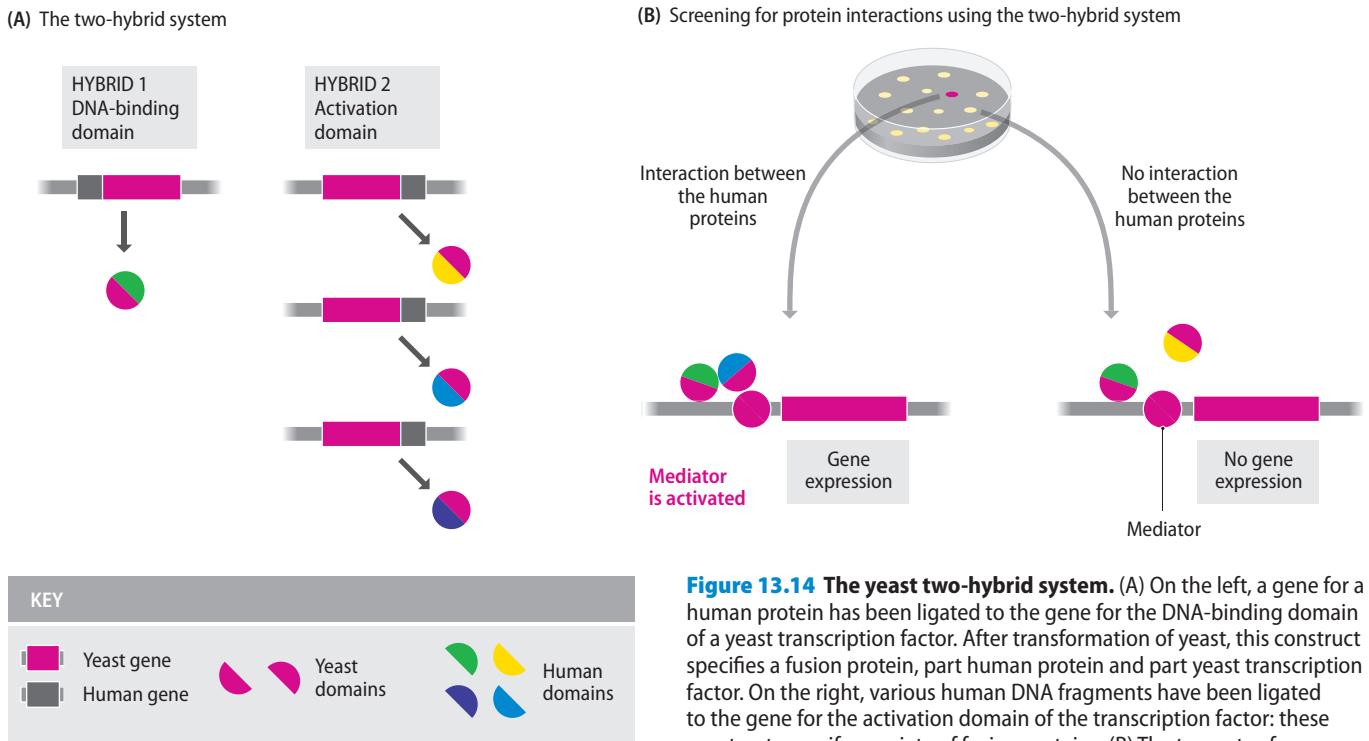 (A) The two-hybrid system
HYBRID 1
DNA-binding
domain
HYBRID 2
Activation
domain
(B) Screening for protein interactions using the two-hybrid system
Interaction between
the human
proteins
No interaction
between the
human proteins
Mediator
is activated
Gene
expression
No gene
expression
Mediator
KEY
Yeast gene
Human gene
Yeast
domains
Human
domains
Figure 13.14 The yeast two-hybrid system. (A) On the left, a gene for a
human protein has been ligated to the gene for the DNA-binding domain
of a yeast transcription factor. After transformation of yeast, this construct
specifies a fusion protein, part human protein and part yeast transcription
factor. On the right, various human DNA fragments have been ligated
to the gene for the activation domain of the transcription factor: these